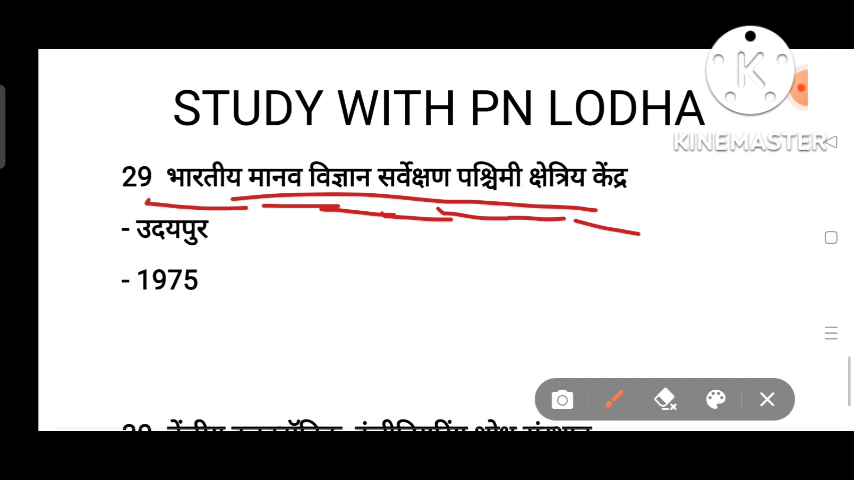 STUDY WITH PN LODHA
KINEMASTER
29 भारतीय मानव विज्ञान सर्वेक्षण पश्चिमी क्षेत्रिय केंद्र
- उदयपुर
- 1975